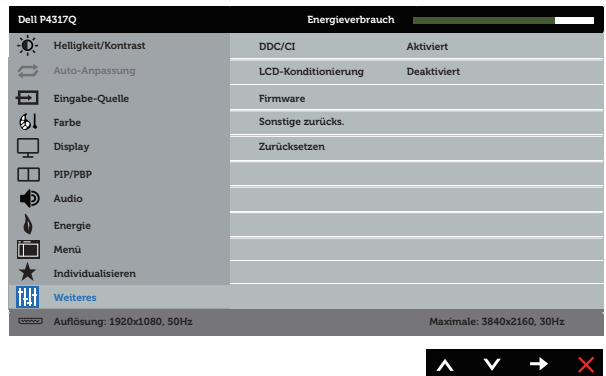 Dell P4317Q Energieverbrauch
Helligkeit/Kontrast DDC/CI Aktiviert
Auto-Anpassung LCD-Konditionierung Deaktiviert
Eingabe-Quelle Firmware
Farbe Sonstige zurücks.
Display Zurücksetzen
PIP/PBP
Audio
Energie
Menü
Individualisieren
Weiteres
Auflösung: 1920x1080, 50Hz Maximale: 3840x2160, 30Hz